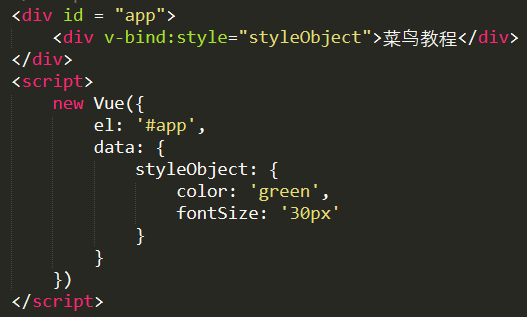 <div id = "app">
    <div v-bind:style="styleObject">菜鸟教程</div>
</div>
<script>
    new Vue({
        el: '#app',
        data: {
            styleObject: {
                color: 'green',
                fontSize: '30px'
            }
        }
    })
</script>